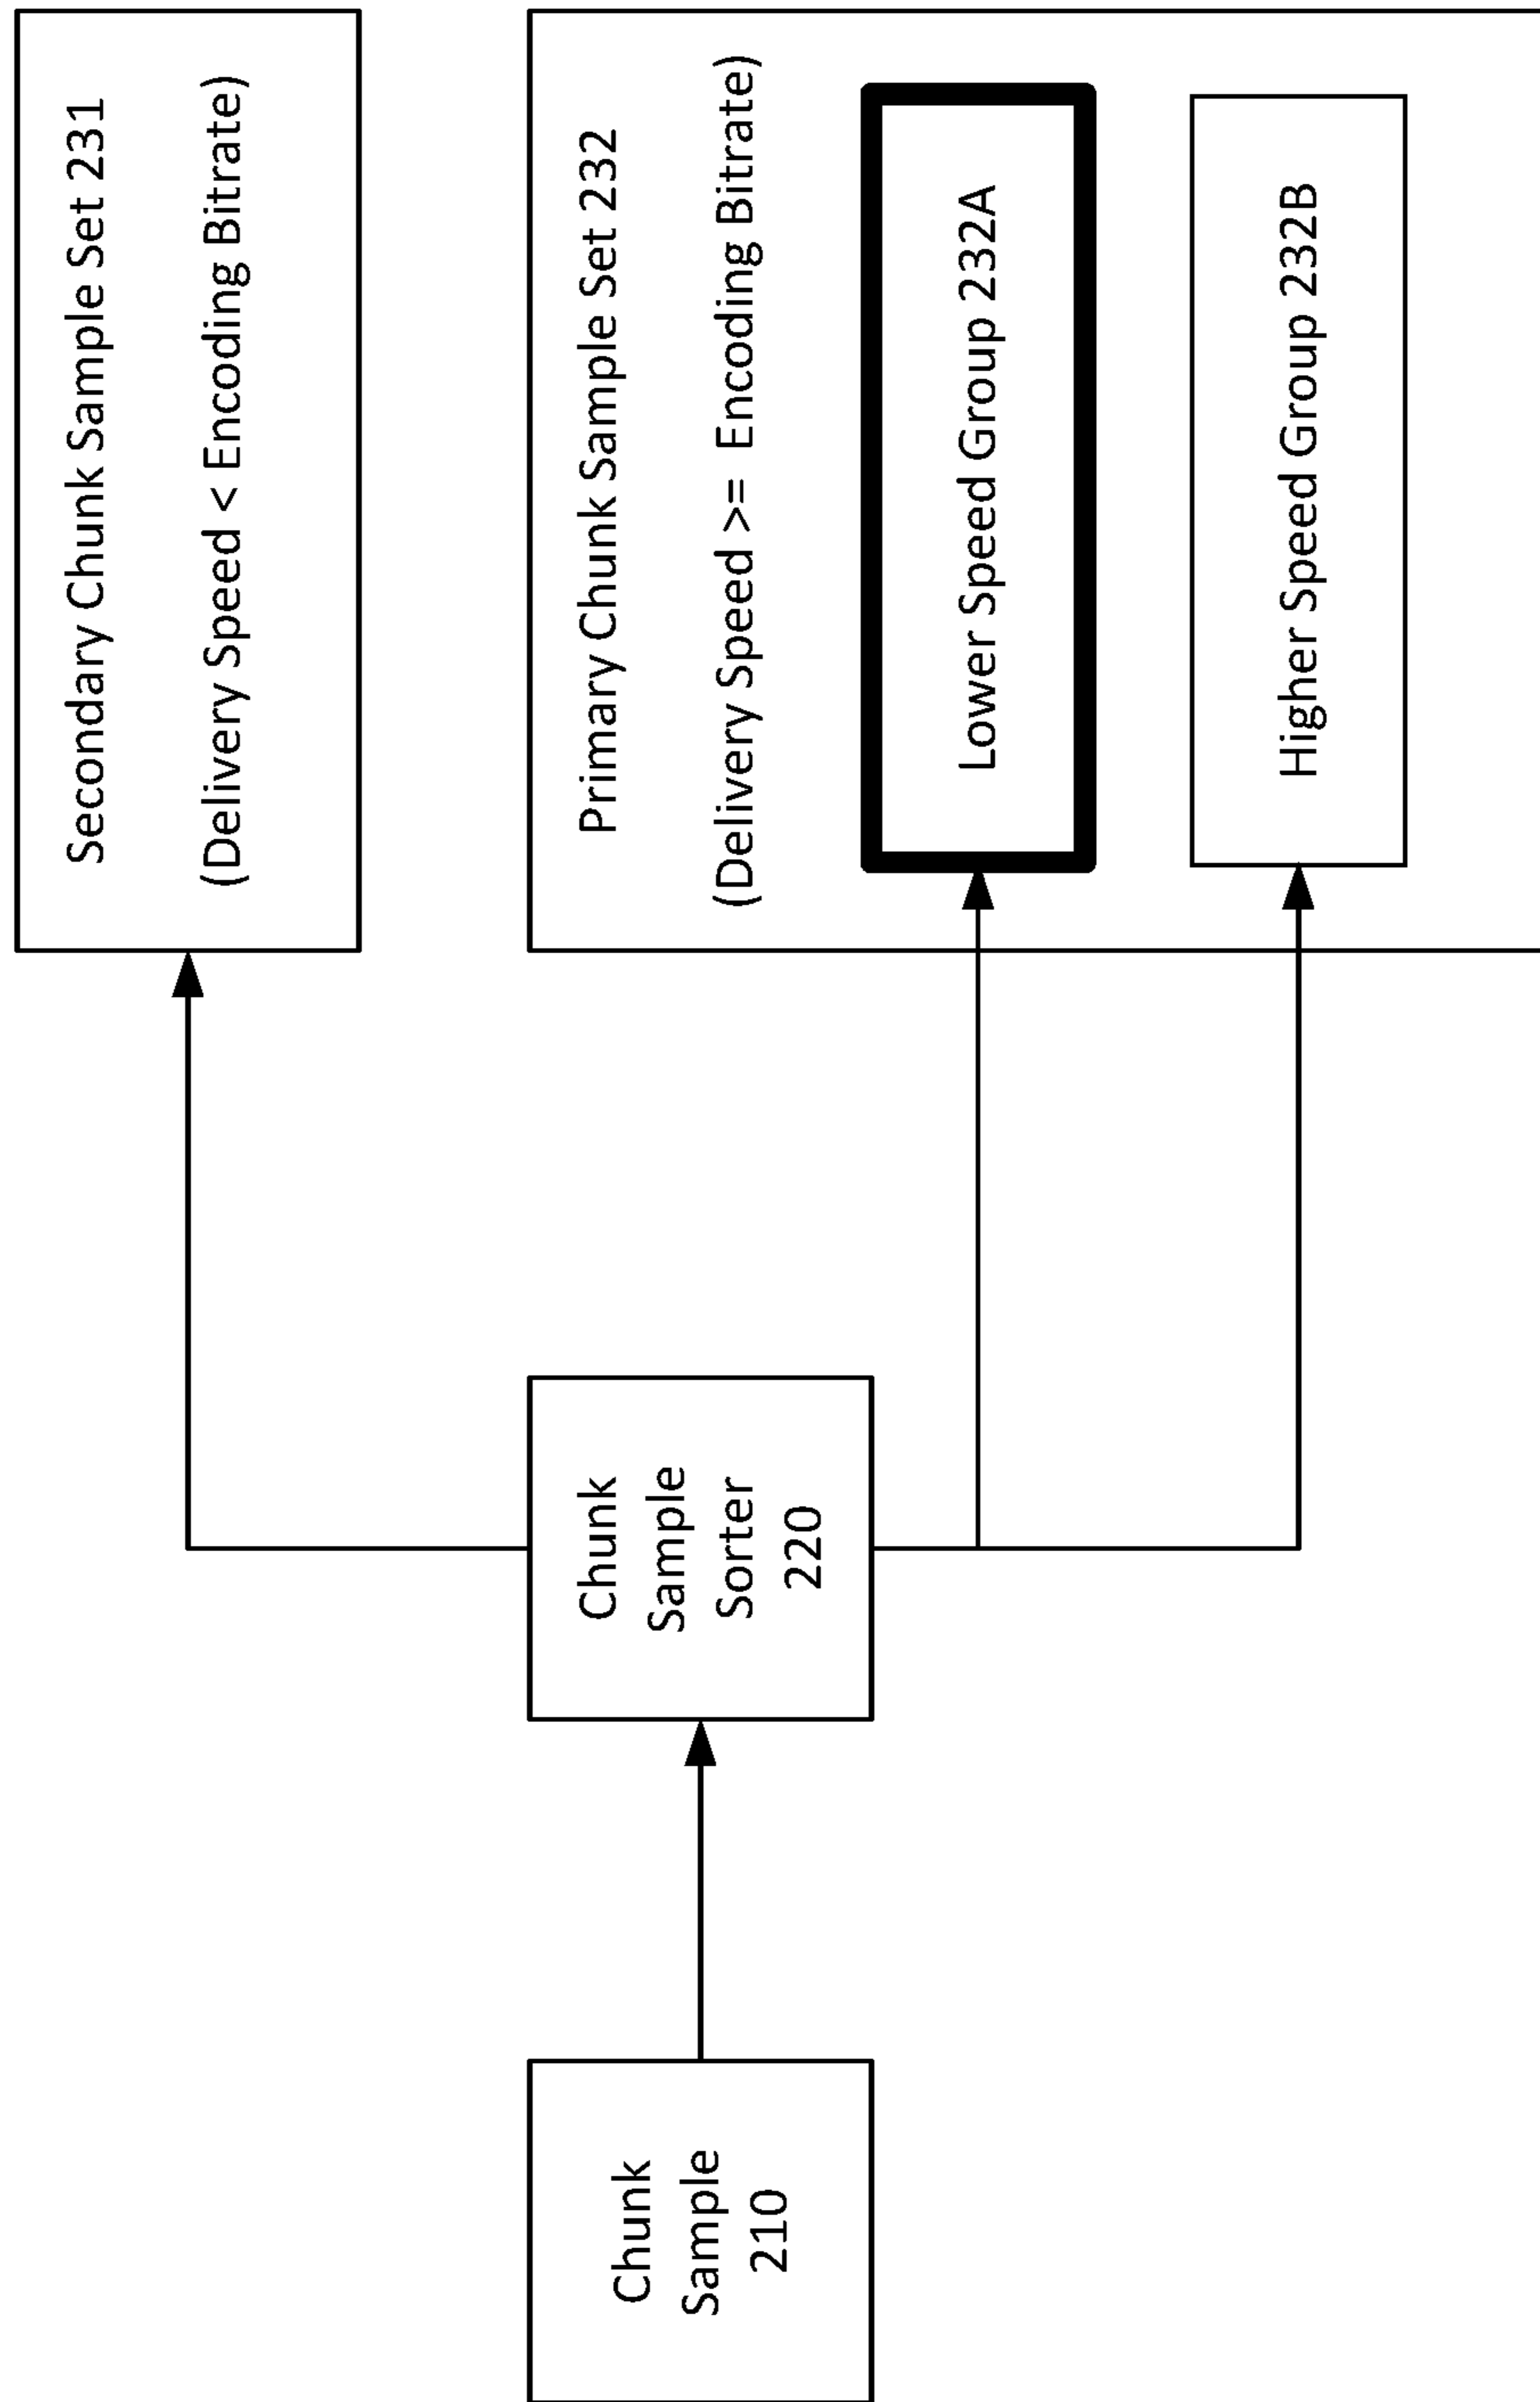 Chunk
Sample
210
Chunk
Sample
Sorter
220
Secondary Chunk Sample Set 231
(Delivery Speed < Encoding Bitrate)
Primary Chunk Sample Set 232
(Delivery Speed >= Encoding Bitrate)
Lower Speed Group 232A
Higher Speed Group 232B